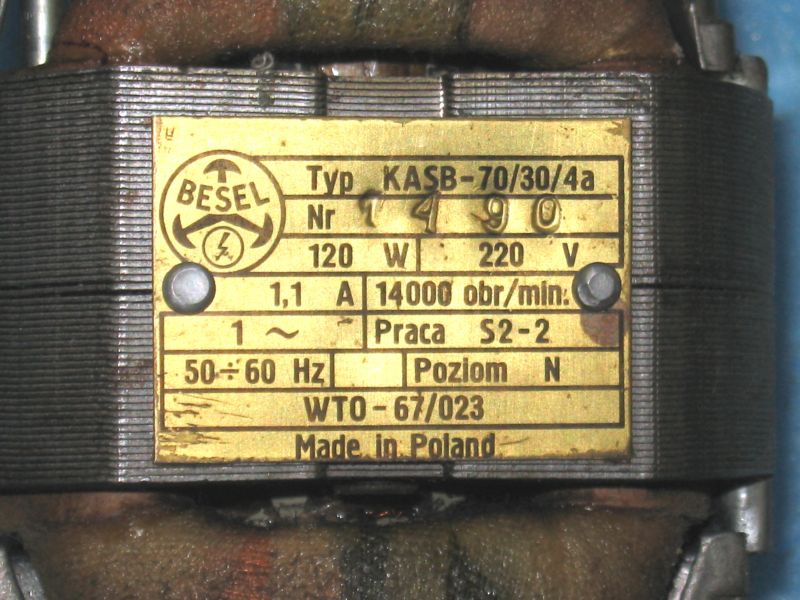 BESEL
Typ KASB-70/30/4a
Nr 1490
120 W 220 V
1,1 A 14000 obr/min.
1 ~ Praca S2-2
50÷60 Hz Poziom N
WTO-67/023
Made in Poland